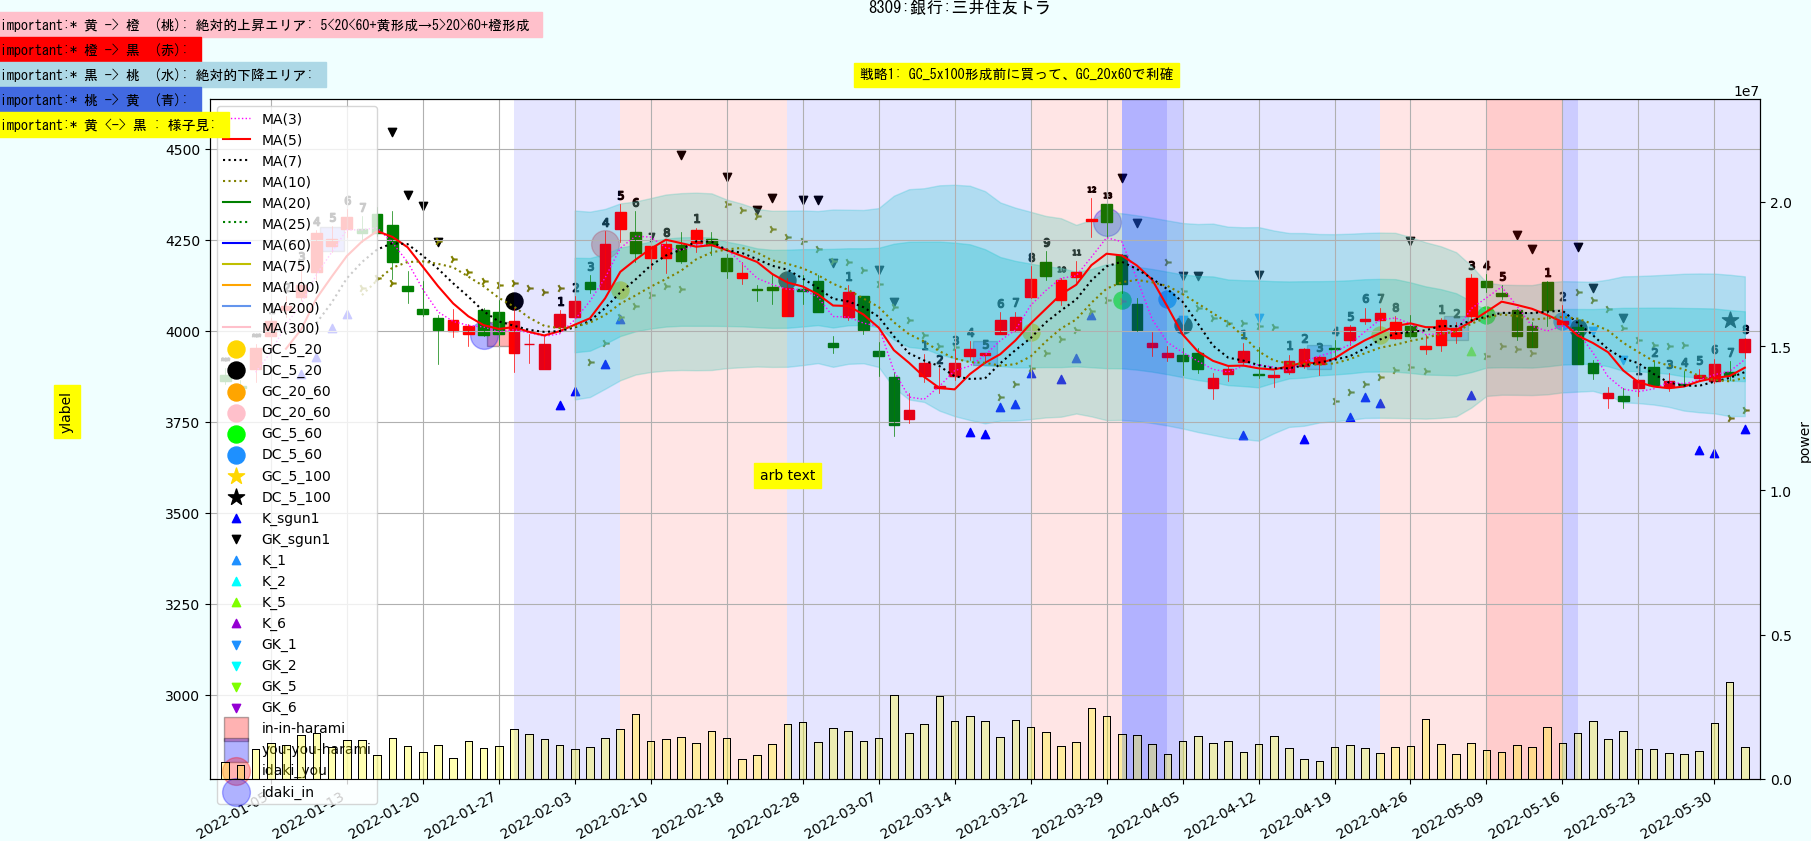 8309:銀行:三井住友トラ
important:* 黄 -> 橙 （桃）: 絶対的上昇エリア: 5<20<60+黄形成→5>20>60+橙形成
important:* 橙 -> 黒 （赤）:
important:* 黒 -> 桃 （水）: 絶対的下降エリア:
戦略1: GC_5x100形成前に買って、GC_20x60で利確
important:* 桃 -> 黄 （青）:
important:* 黄 <-> 黒 : 様子見:
1e7
MA(3)
MA(5)
MA(7)
MA(10)
MA(20)
MA(25)
MA(60)
MA(75)
MA(100)
MA(200)
MA(300)
GC_5_20
DC_5_20
GC_20_60
DC_20_60
GC_5_60
DC_5_60
GC_5_100
DC_5_100
K_sgun1
GK_sgun1
K_1
K_2
K_5
K_6
GK_1
GK_2
GK_5
GK_6
in-in-harami
you-you-harami
idaki_you
idaki_in
4500
4250
4000
3750
3500
3250
3000
ylabel
arb text
2.0
1.5
1.0
0.5
0.0
power
2022-01-05
2022-01-13
2022-01-20
2022-01-27
2022-02-03
2022-02-10
2022-02-18
2022-02-28
2022-03-07
2022-03-14
2022-03-22
2022-03-29
2022-04-05
2022-04-12
2022-04-19
2022-04-26
2022-05-09
2022-05-16
2022-05-23
2022-05-30